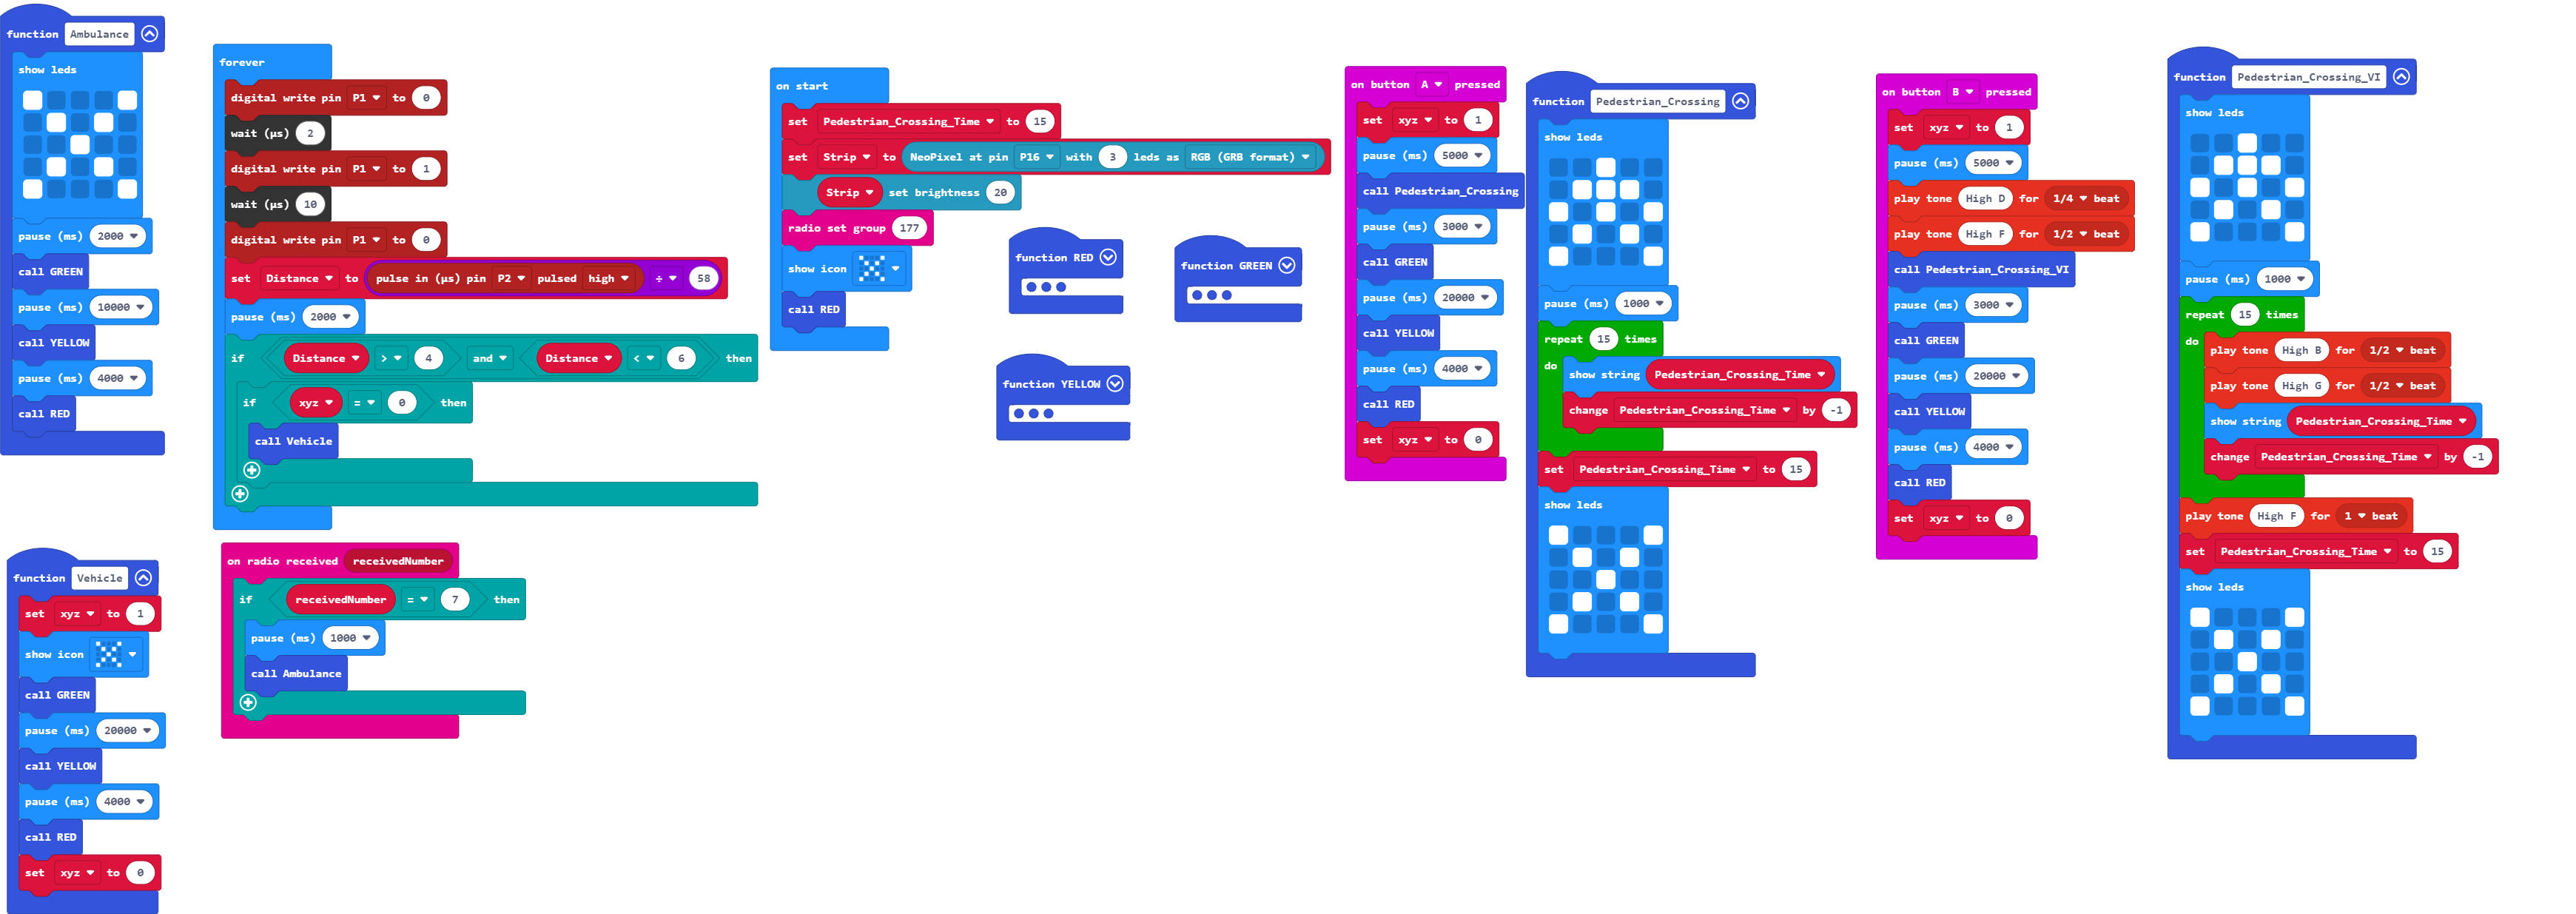 function Ambulance
show leds
pause (ms) 2000
call GREEN
pause (ms) 10000
call YELLOW
pause (ms) 4000
call RED
function Vehicle
set xyz to 1
show icon
call GREEN
pause (ms) 20000
call YELLOW
pause (ms) 4000
call RED
set xyz to 0
forever
digital write pin P1 to 0
wait (µs) 2
digital write pin P1 to 1
wait (µs) 10
digital write pin P1 to 0
set Distance to pulse in (µs) pin P2 pulsed high ÷ 58
pause (ms) 2000
if Distance > 4 and Distance < 6 then
if xyz = 0 then
call Vehicle
on radio received receivedNumber
if receivedNumber = 7 then
pause (ms) 1000
call Ambulance
on start
set Pedestrian_Crossing_Time to 15
set Strip to NeoPixel at pin P16 with 3 leds as RGB (GRB format)
Strip set brightness 20
radio set group 177
show icon
call RED
function RED
function GREEN
function YELLOW
on button A pressed
set xyz to 1
pause (ms) 5000
call Pedestrian_Crossing
pause (ms) 3000
call GREEN
pause (ms) 20000
call YELLOW
pause (ms) 4000
call RED
set xyz to 0
function Pedestrian_Crossing
show leds
pause (ms) 1000
repeat 15 times
do show string Pedestrian_Crossing_Time
change Pedestrian_Crossing_Time by -1
set Pedestrian_Crossing_Time to 15
show leds
on button B pressed
set xyz to 1
pause (ms) 5000
play tone High D for 1/4 beat
play tone High F for 1/2 beat
call Pedestrian_Crossing_VI
pause (ms) 3000
call GREEN
pause (ms) 20000
call YELLOW
pause (ms) 4000
call RED
set xyz to 0
function Pedestrian_Crossing_VI
show leds
pause (ms) 1000
repeat 15 times
do play tone High B for 1/2 beat
play tone High G for 1/2 beat
show string Pedestrian_Crossing_Time
change Pedestrian_Crossing_Time by -1
play tone High F for 1 beat
set Pedestrian_Crossing_Time to 15
show leds